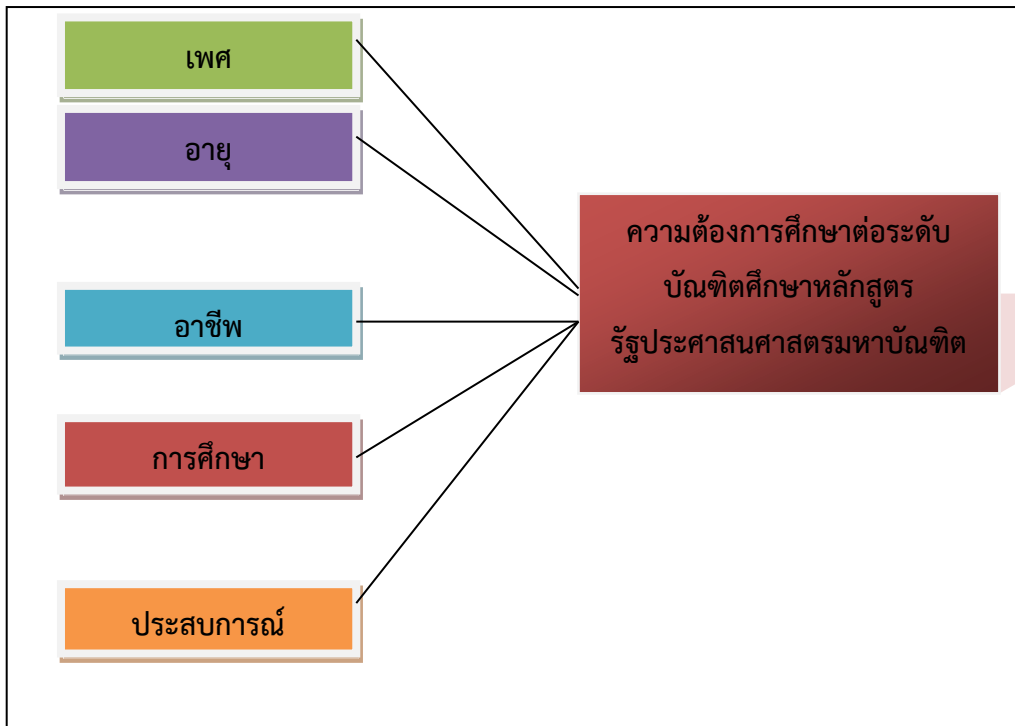 เพศ
อายุ
อาชีพ
การศึกษา
ประสบการณ์
ความต้องการศึกษาต่อระดับ
บัณฑิตศึกษาหลักสูตร
รัฐประศาสนศาสตรมหาบัณฑิต